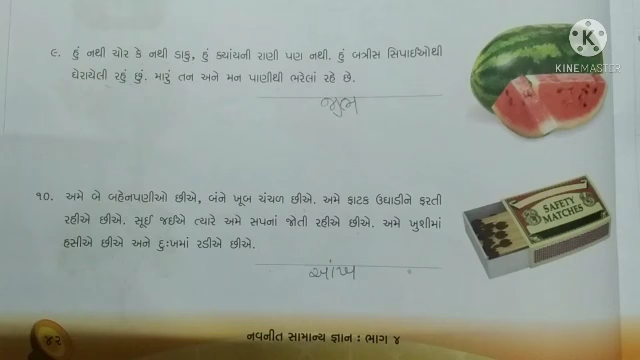 ૯. હું નથી ચોર કે નથી ડાકુ, હું ક્યાંયની રાણી પણ નથી. હું બત્રીસ સિપાઈઓથી
ઘેરાયેલી રહું છું. મારું તન અને મન પાણીથી ભરેલાં રહે છે.
જીભ
૧૦. અમે બે બહેનપણીઓ છીએ, બંને ખૂબ ચંચળ છીએ. અમે ફાટક ઉઘાડીને ફરતી
રહીએ છીએ. સૂઈ જઈએ ત્યારે અમે સપનાં જોતી રહીએ છીએ. અમે ખુશીમાં
હસીએ છીએ અને દુઃખમાં રડીએ છીએ.
આંખ
SAFETY
MATCHES
૪૨
નવનીત સામાન્ય જ્ઞાન : ભાગ ૪
KINEMASTER